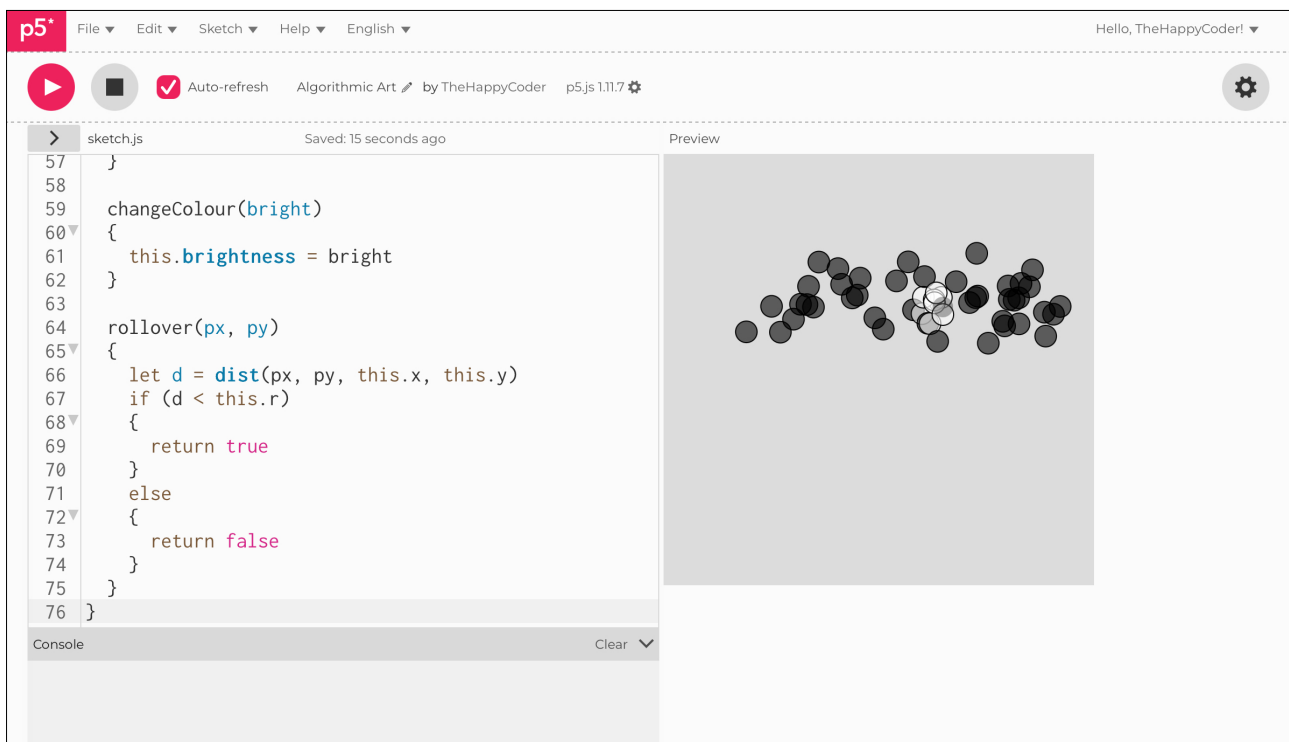 p5* File Edit Sketch Help English Hello, TheHappyCoder!
Auto-refresh Algorithmic Art by TheHappyCoder p5.js 1.11.7
sketch.js Saved: 15 seconds ago Preview
57 }
58
59 changeColour(bright)
60 {
61 this.brightness = bright
62 }
63
64 rollover(px, py)
65 {
66 let d = dist(px, py, this.x, this.y)
67 if (d < this.r)
68 {
69 return true
70 }
71 else
72 {
73 return false
74 }
75 }
76 }
Console Clear